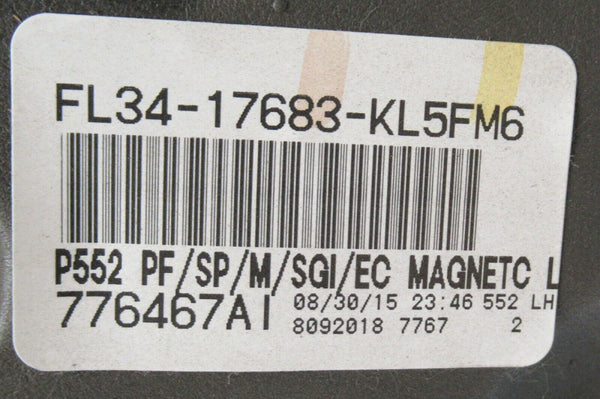 FL34-17683-KL5FM6
P552 PF/SP/M/SGI/EC MAGNETC L
776467AI 08/30/15 23:46 552 LH
8092018 7767 2